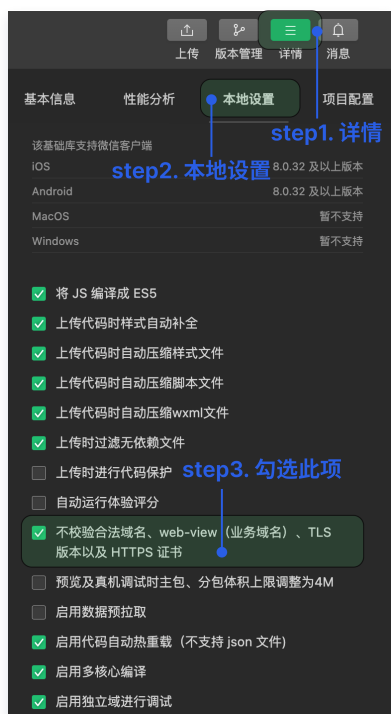 上传 版本管理 详情 消息
基本信息 性能分析 本地设置 项目配置
step1. 详情
该基础库支持微信客户端
step2. 本地设置
iOS 8.0.32 及以上版本
Android 8.0.32 及以上版本
MacOS 暂不支持
Windows 暂不支持
将 JS 编译成 ES5
上传代码时样式自动补全
上传代码时自动压缩样式文件
上传代码时自动压缩脚本文件
上传代码时自动压缩wxml文件
上传时过滤无依赖文件
上传时进行代码保护
step3. 勾选此项
自动运行体验评分
不校验合法域名、web-view（业务域名）、TLS
版本以及 HTTPS 证书
预览及真机调试时主包、分包体积上限调整为4M
启用数据预拉取
启用代码自动热重载（不支持 json 文件)
启用多核心编译
启用独立域进行调试